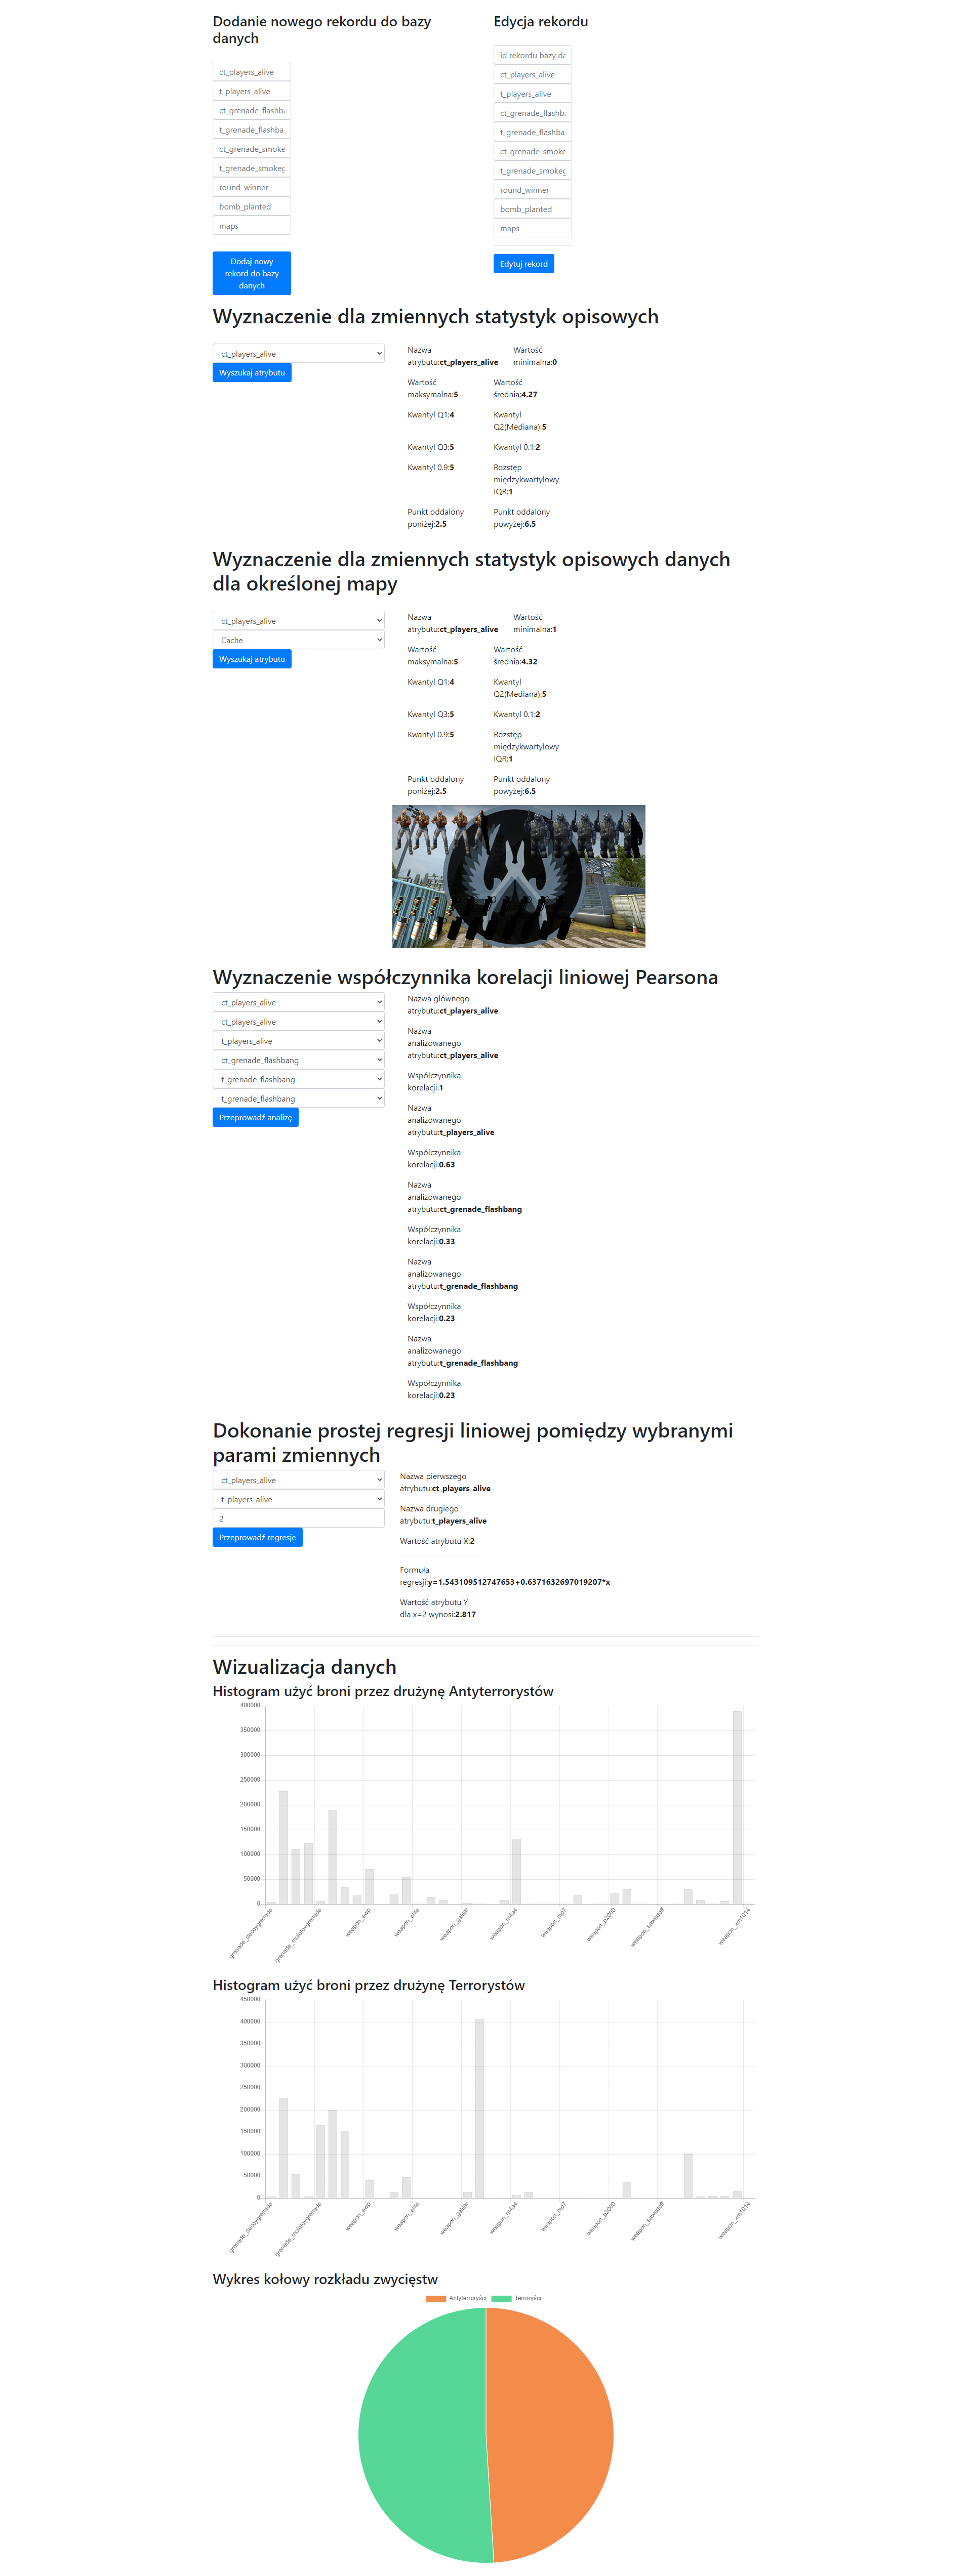 Dodanie nowego rekordu do bazy
danych
ct_players_alive
t_players_alive
ct_grenade_flashba
t_grenade_flashba
ct_grenade_smoke
t_grenade_smokeg
round_winner
bomb_planted
maps
Dodaj nowy
rekord do bazy
danych
Edycja rekordu
id rekordu bazy da
ct_players_alive
t_players_alive
ct_grenade_flashba
t_grenade_flashba
ct_grenade_smoke
t_grenade_smokeg
round_winner
bomb_planted
maps
Edytuj rekord
Wyznaczenie dla zmiennych statystyk opisowych
ct_players_alive
Wyszukaj atrybutu
Nazwa
atrybutu:ct_players_alive
Wartość
minimalna:0
Wartość
maksymalna:5
Wartość
średnia:4.27
Kwantyl Q1:4
Kwantyl
Q2(Mediana):5
Kwantyl Q3:5
Kwantyl 0.1:2
Kwantyl 0.9:5
Rozstęp
międzykwartylowy
IQR:1
Punkt oddalony
poniżej:2.5
Punkt oddalony
powyżej:6.5
Wyznaczenie dla zmiennych statystyk opisowych danych
dla określonej mapy
ct_players_alive
Cache
Wyszukaj atrybutu
Nazwa
atrybutu:ct_players_alive
Wartość
minimalna:1
Wartość
maksymalna:5
Wartość
średnia:4.32
Kwantyl Q1:4
Kwantyl
Q2(Mediana):5
Kwantyl Q3:5
Kwantyl 0.1:2
Kwantyl 0.9:5
Rozstęp
międzykwartylowy
IQR:1
Punkt oddalony
poniżej:2.5
Punkt oddalony
powyżej:6.5
Wyznaczenie współczynnika korelacji liniowej Pearsona
ct_players_alive
ct_players_alive
t_players_alive
ct_grenade_flashbang
t_grenade_flashbang
t_grenade_flashbang
Przeprowadź analizę
Nazwa głównego
atrybutu:ct_players_alive
Nazwa
analizowanego
atrybutu:ct_players_alive
Współczynnika
korelacji:1
Nazwa
analizowanego
atrybutu:t_players_alive
Współczynnika
korelacji:0.63
Nazwa
analizowanego
atrybutu:ct_grenade_flashbang
Współczynnika
korelacji:0.33
Nazwa
analizowanego
atrybutu:t_grenade_flashbang
Współczynnika
korelacji:0.23
Nazwa
analizowanego
atrybutu:t_grenade_flashbang
Współczynnika
korelacji:0.23
Dokonanie prostej regresji liniowej pomiędzy wybranymi
parami zmiennych
ct_players_alive
t_players_alive
2
Przeprowadź regresje
Nazwa pierwszego
atrybutu:ct_players_alive
Nazwa drugiego
atrybutu:t_players_alive
Wartość atrybutu X:2
Formuła
regresji:y=1.543109512747653+0.6371632697019207*x
Wartość atrybutu Y
dla x=2 wynosi:2.817
Wizualizacja danych
Histogram użyć broni przez drużynę Antyterrorystów
400000
350000
300000
250000
200000
150000
100000
50000
0
grenade_decoygrenade
grenade_molotovgrenade
weapon_awp
weapon_elite
weapon_galilar
weapon_m4a4
weapon_mp7
weapon_p2000
weapon_sawedoff
weapon_xm1014
Histogram użyć broni przez drużynę Terrorystów
450000
400000
350000
300000
250000
200000
150000
100000
50000
0
grenade_decoygrenade
grenade_molotovgrenade
weapon_awp
weapon_elite
weapon_galilar
weapon_m4a4
weapon_mp7
weapon_p2000
weapon_sawedoff
weapon_xm1014
Wykres kołowy rozkładu zwycięstw
Antyterroryści
Terroryści